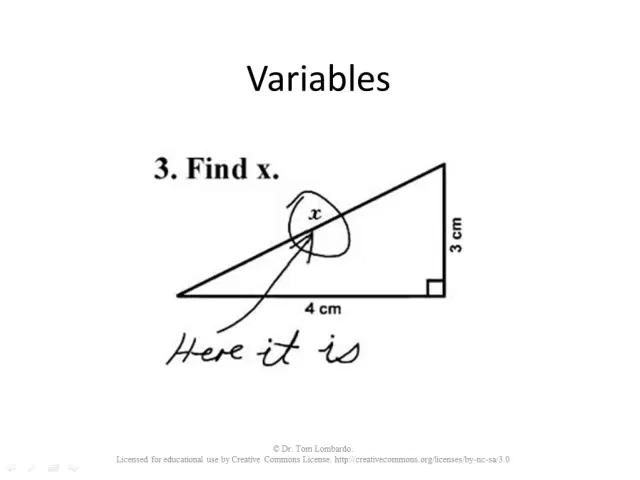 Variables
3. Find x.
x
3 cm
4 cm
Here it is
© Dr. Tom Lombardo.
Licensed for educational use by Creative Commons License. http://creativecommons.org/licenses/by-nc-sa/3.0